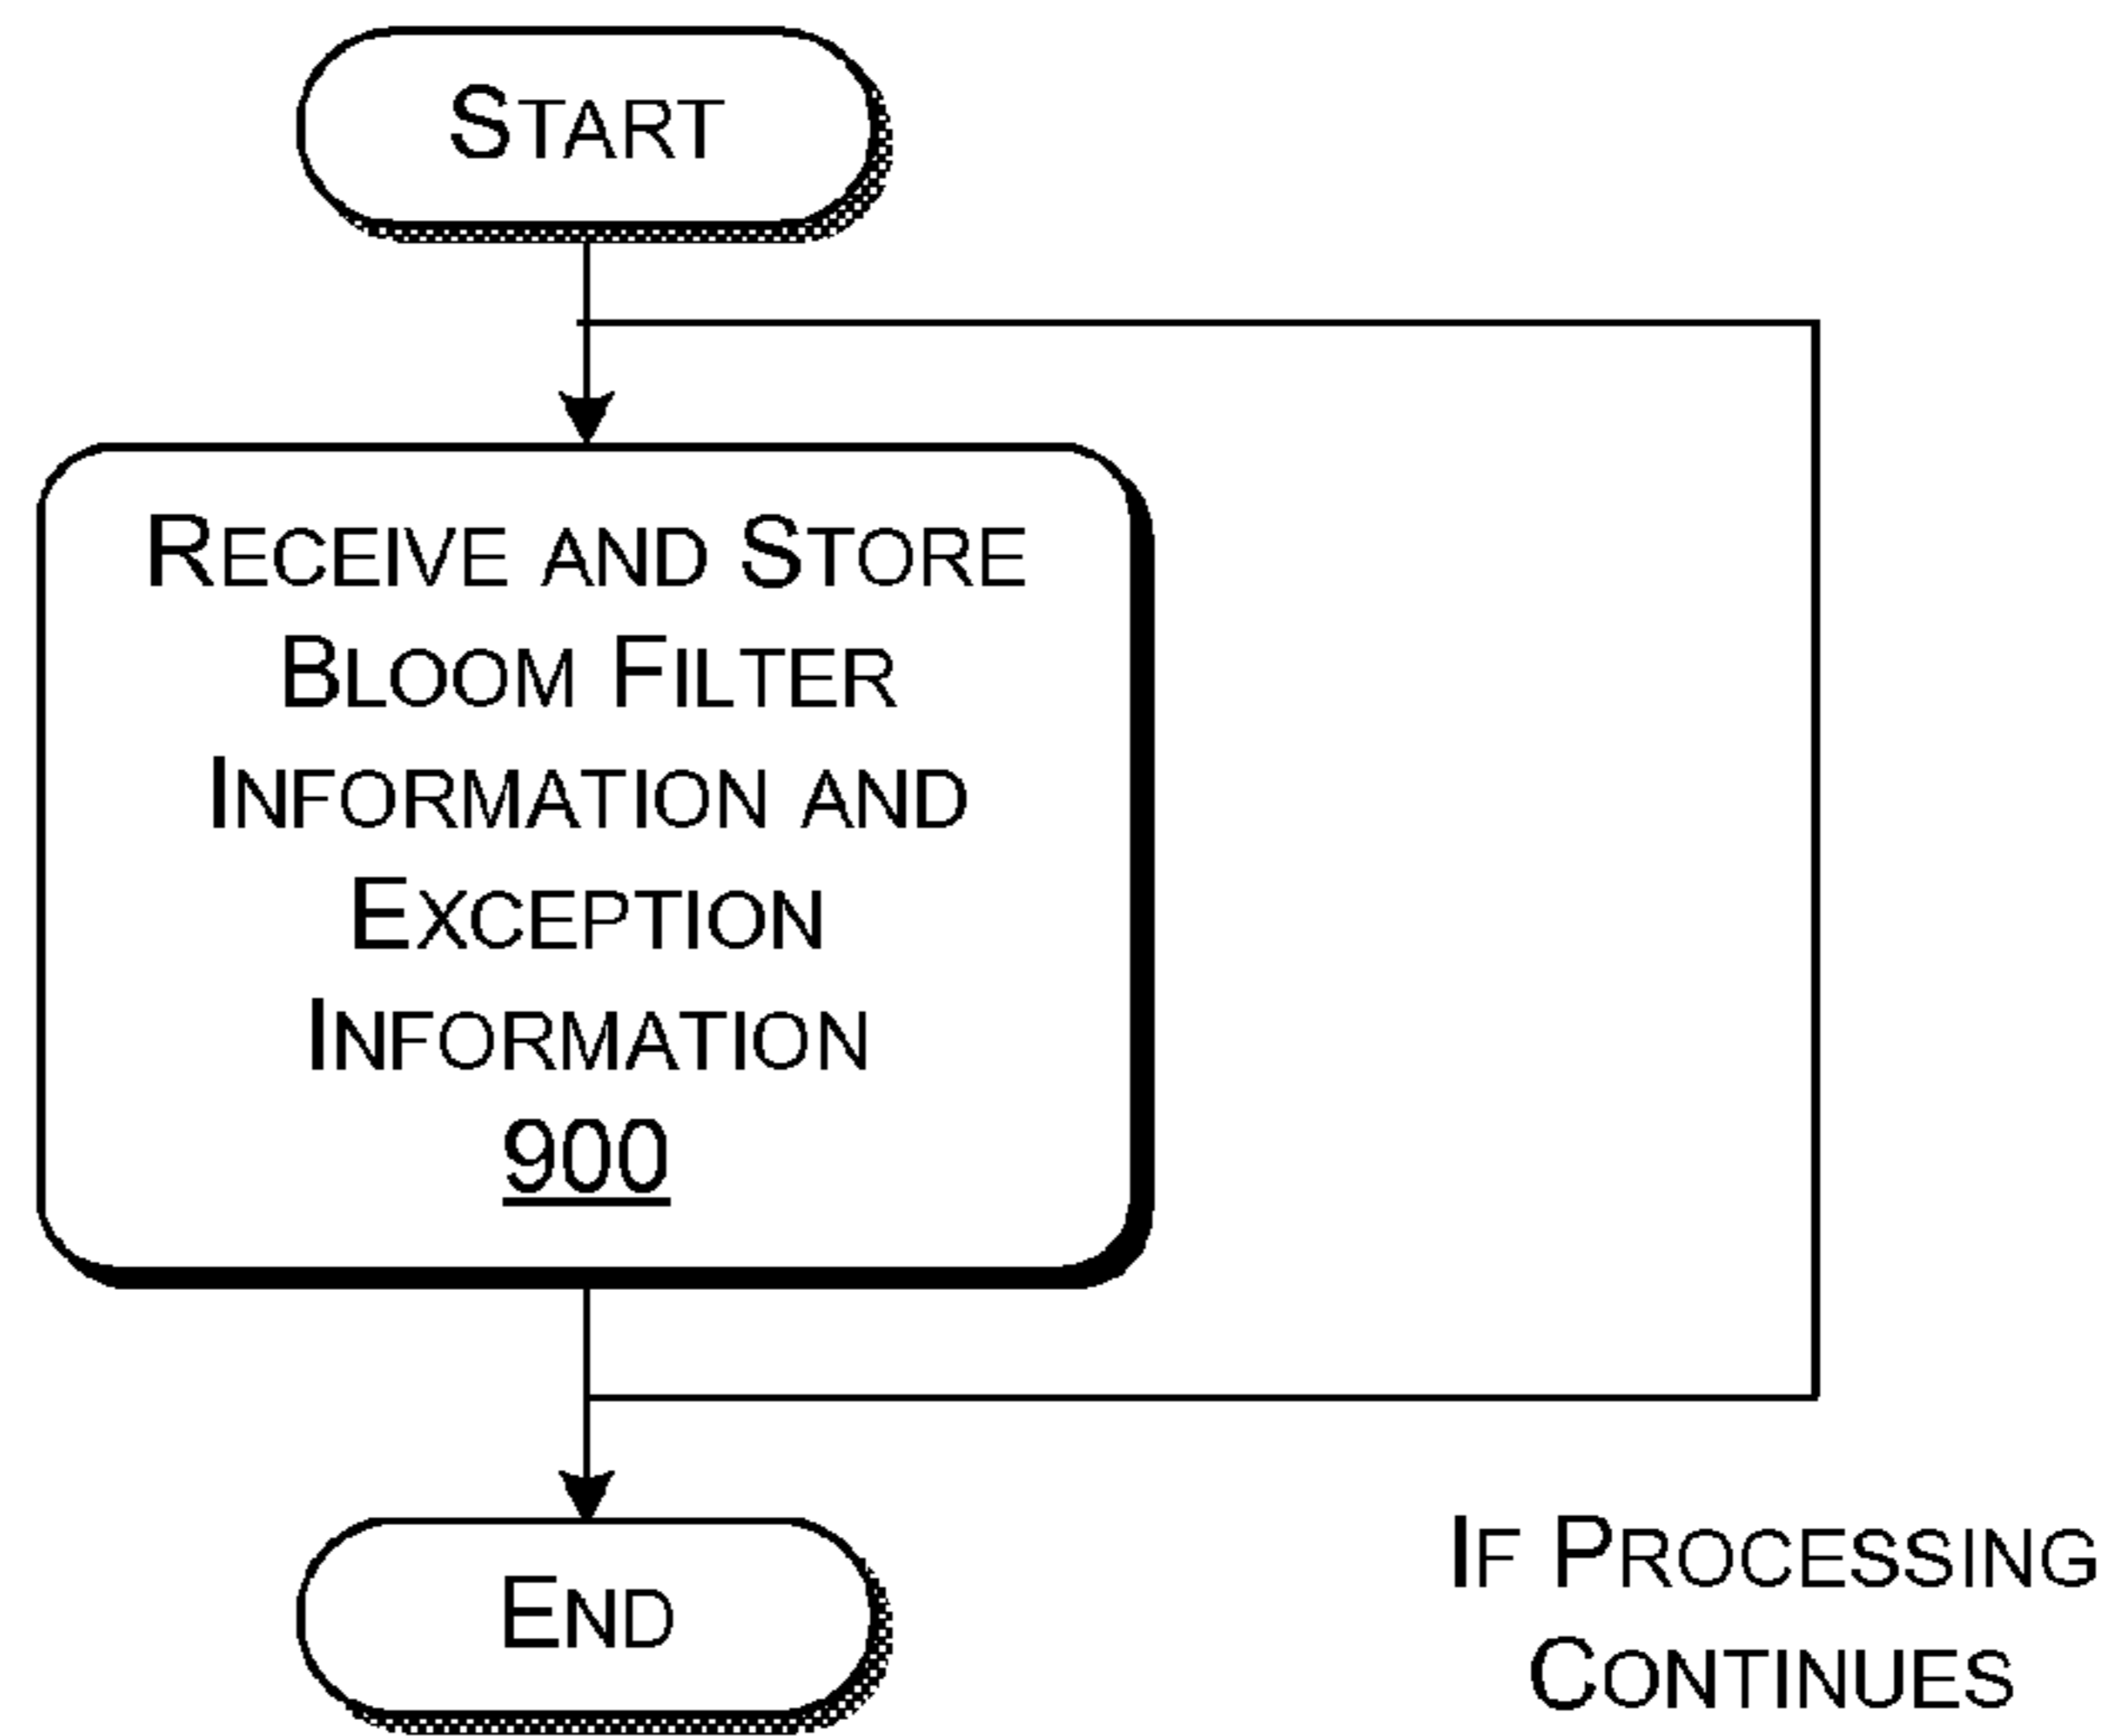 START
RECEIVE AND STORE
BLOOM FILTER
INFORMATION AND
EXCEPTION
INFORMATION
900
END
IF PROCESSING
CONTINUES